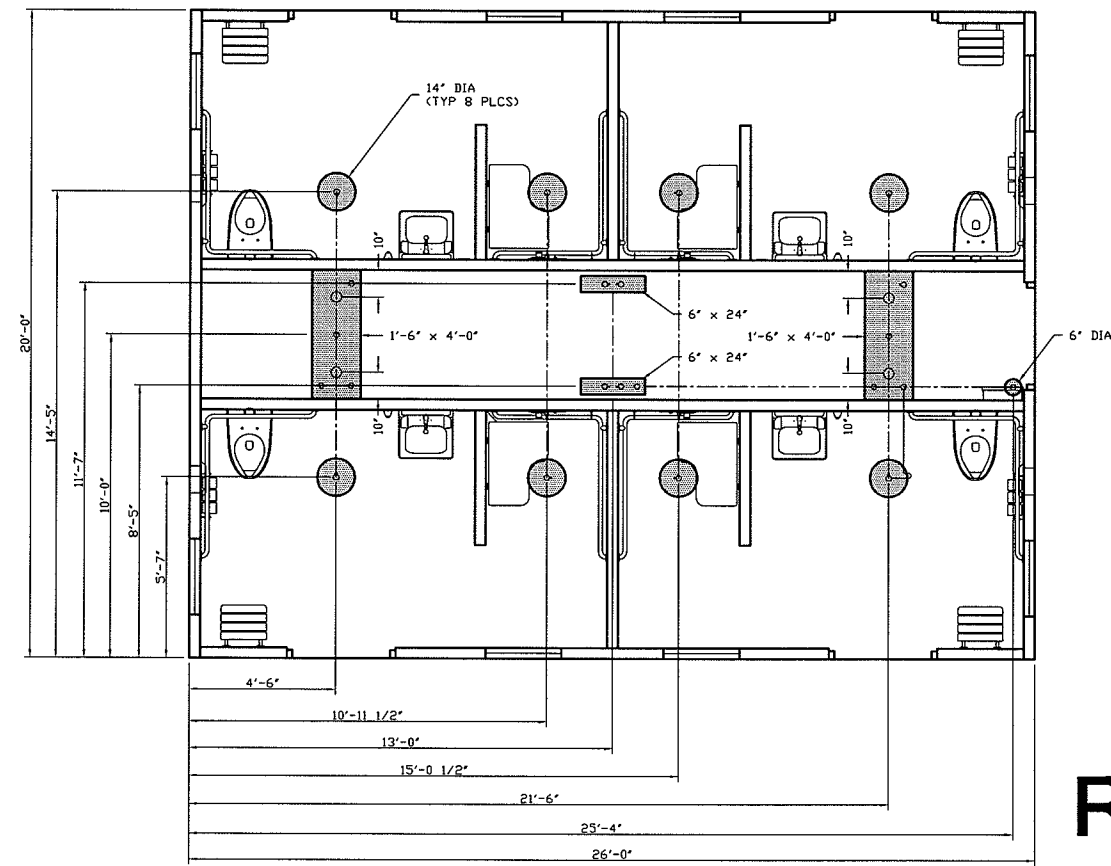 14" DIA
(TYP 8 PLCS)
10"
10"
6" x 24"
1'-6" x 4'-0"
1'-6" x 4'-0"
6" DIA
6" x 24"
10"
10"
20'-0"
14'-5"
11'-7"
10'-0"
8'-5"
5'-7"
4'-6"
10'-11 1/2"
13'-0"
15'-0 1/2"
21'-6"
25'-4"
26'-0"
R